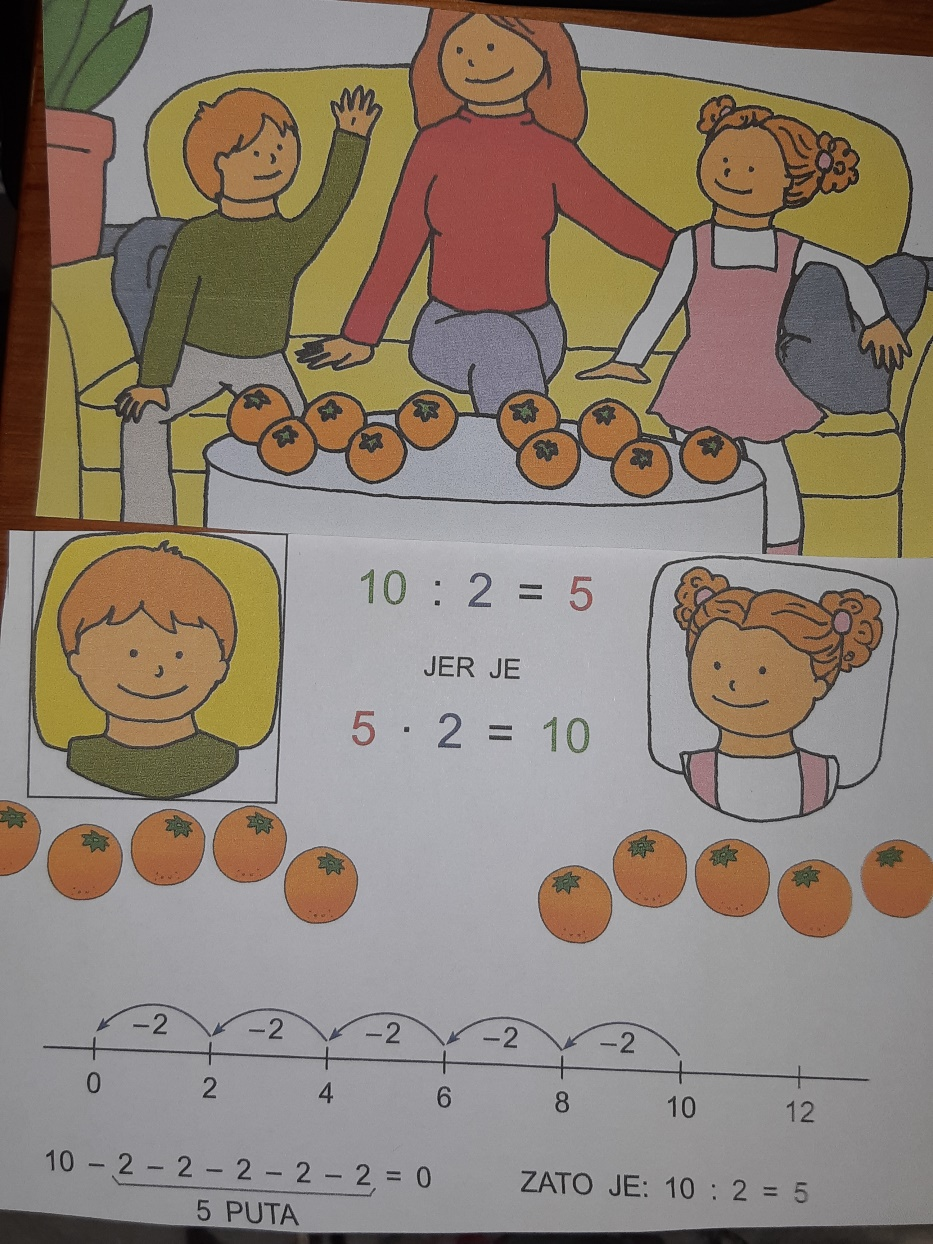 10 : 2 = 5
JER JE
5 · 2 = 10
−2 −2 −2 −2 −2
0 2 4 6 8 10 12
10 − 2 − 2 − 2 − 2 − 2 = 0
5 PUTA
ZATO JE: 10 : 2 = 5